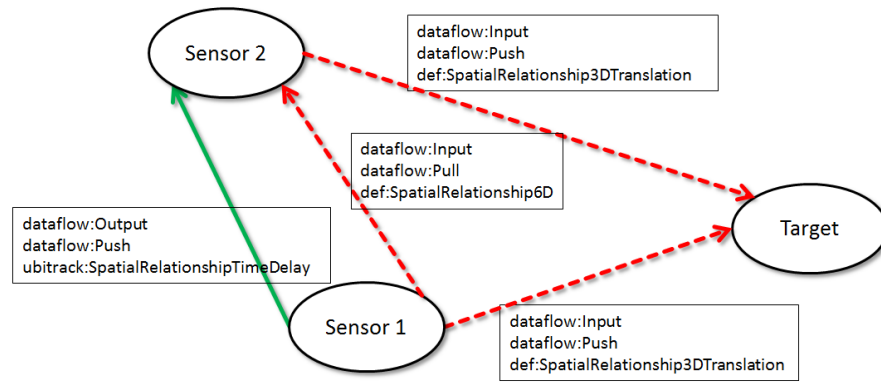 Sensor 2
dataflow:Input
dataflow:Push
def:SpatialRelationship3DTranslation
dataflow:Input
dataflow:Pull
def:SpatialRelationship6D
dataflow:Output
dataflow:Push
ubitrack:SpatialRelationshipTimeDelay
Target
Sensor 1
dataflow:Input
dataflow:Push
def:SpatialRelationship3DTranslation